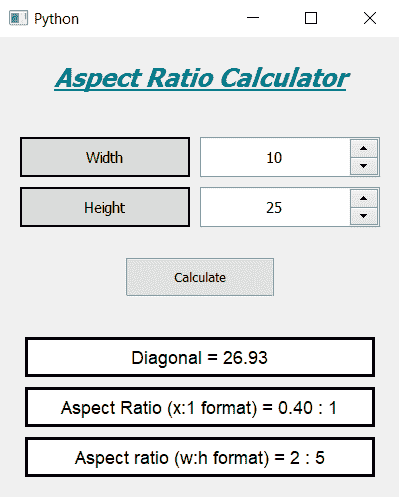 Python
Aspect Ratio Calculator
Width 10
Height 25
Calculate
Diagonal = 26.93
Aspect Ratio (x:1 format) = 0.40 : 1
Aspect ratio (w:h format) = 2 : 5